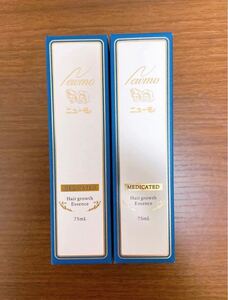 Newmo
ニューモ
MEDICATED
Hair growth
Essence
75mL
Newmo
ニューモ
MEDICATED
Hair growth
Essence
75mL